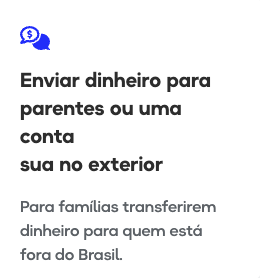 Enviar dinheiro para
parentes ou uma
conta
sua no exterior
Para famílias transferirem
dinheiro para quem está
fora do Brasil.